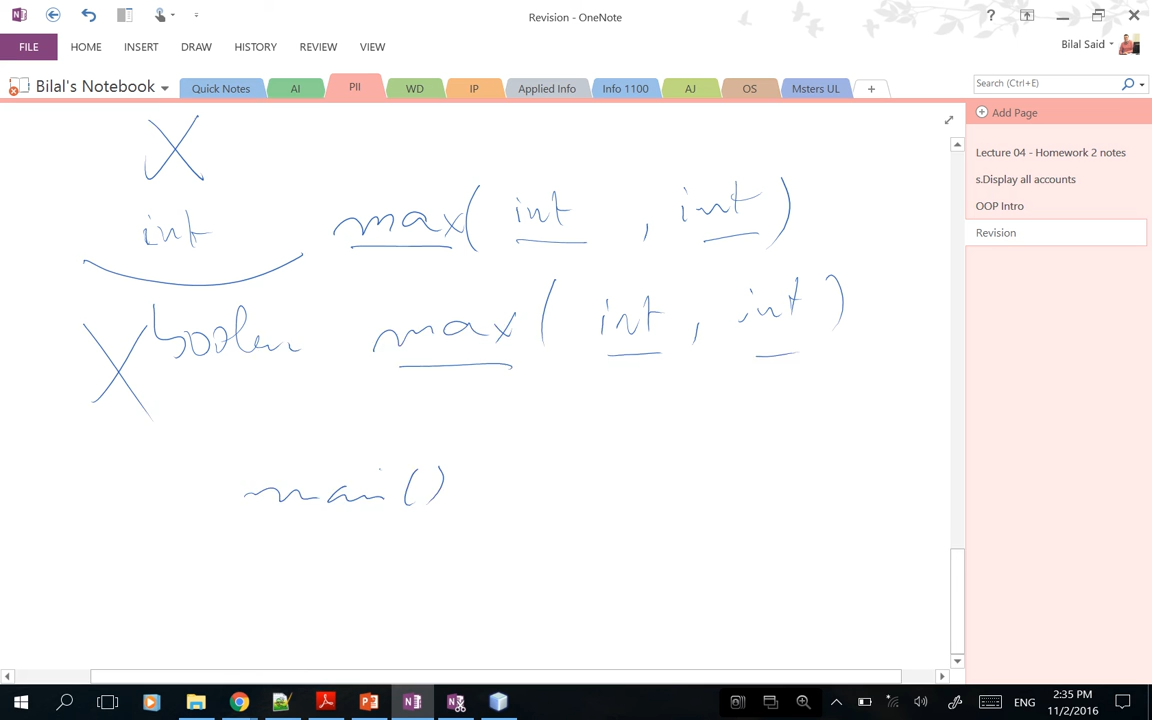 Revision - OneNote
?
Bilal Said
FILE HOME INSERT DRAW HISTORY REVIEW VIEW
Bilal's Notebook Quick Notes AI PII WD IP Applied Info Info 1100 AJ OS Msters UL +
Search (Ctrl+E)
Add Page
Lecture 04 - Homework 2 notes
s.Display all accounts
OOP Intro
Revision
X
int max( int , int )
X boolen max ( int , int )
mai()
ENG
2:35 PM
11/2/2016